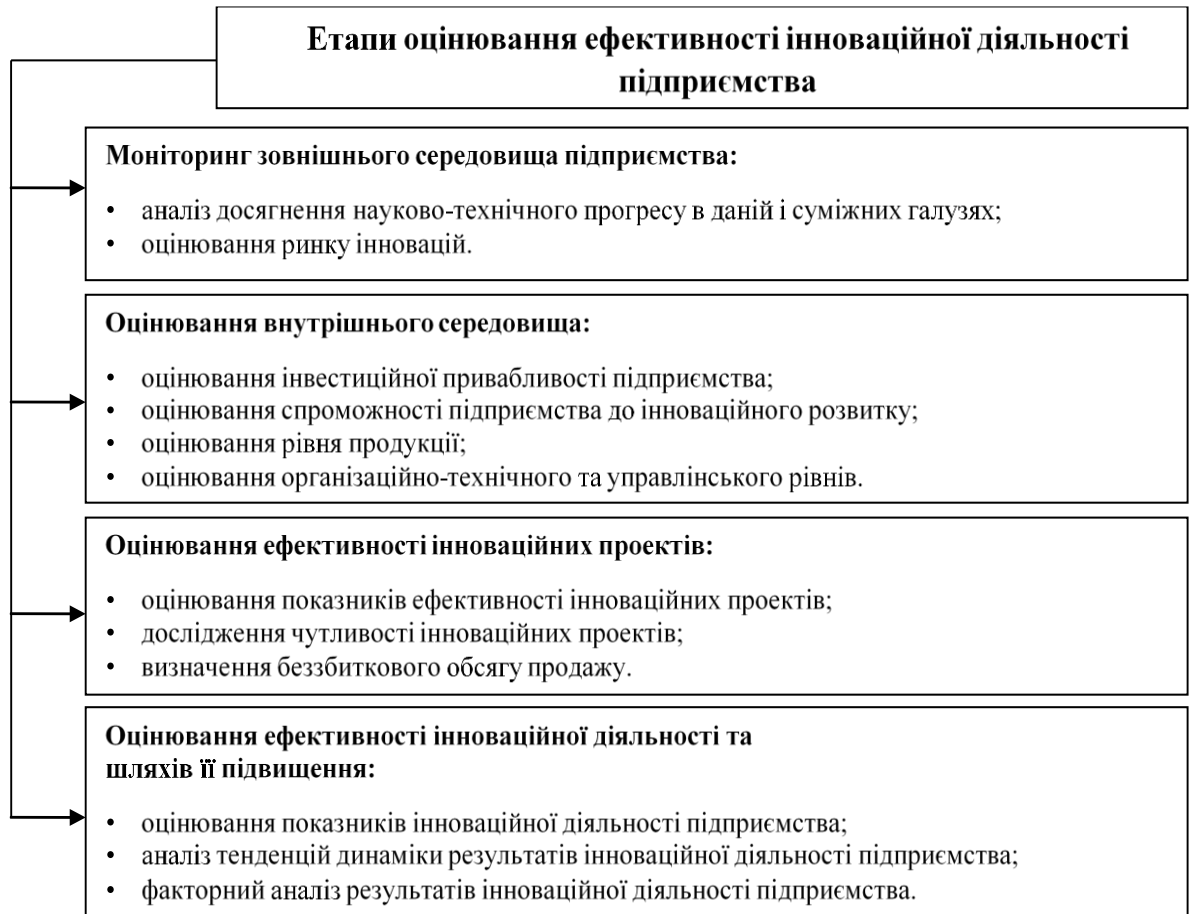 Етапи оцінювання ефективності інноваційної діяльності
підприємства
Моніторинг зовнішнього середовища підприємства:
• аналіз досягнення науково-технічного прогресу в даній і суміжних галузях;
• оцінювання ринку інновацій.
Оцінювання внутрішнього середовища:
• оцінювання інвестиційної привабливості підприємства;
• оцінювання спроможності підприємства до інноваційного розвитку;
• оцінювання рівня продукції;
• оцінювання організаційно-технічного та управлінського рівнів.
Оцінювання ефективності інноваційних проектів:
• оцінювання показників ефективності інноваційних проектів;
• дослідження чутливості інноваційних проектів;
• визначення беззбиткового обсягу продажу.
Оцінювання ефективності інноваційної діяльності та
шляхів її підвищення:
• оцінювання показників інноваційної діяльності підприємства;
• аналіз тенденцій динаміки результатів інноваційної діяльності підприємства;
• факторний аналіз результатів інноваційної діяльності підприємства.